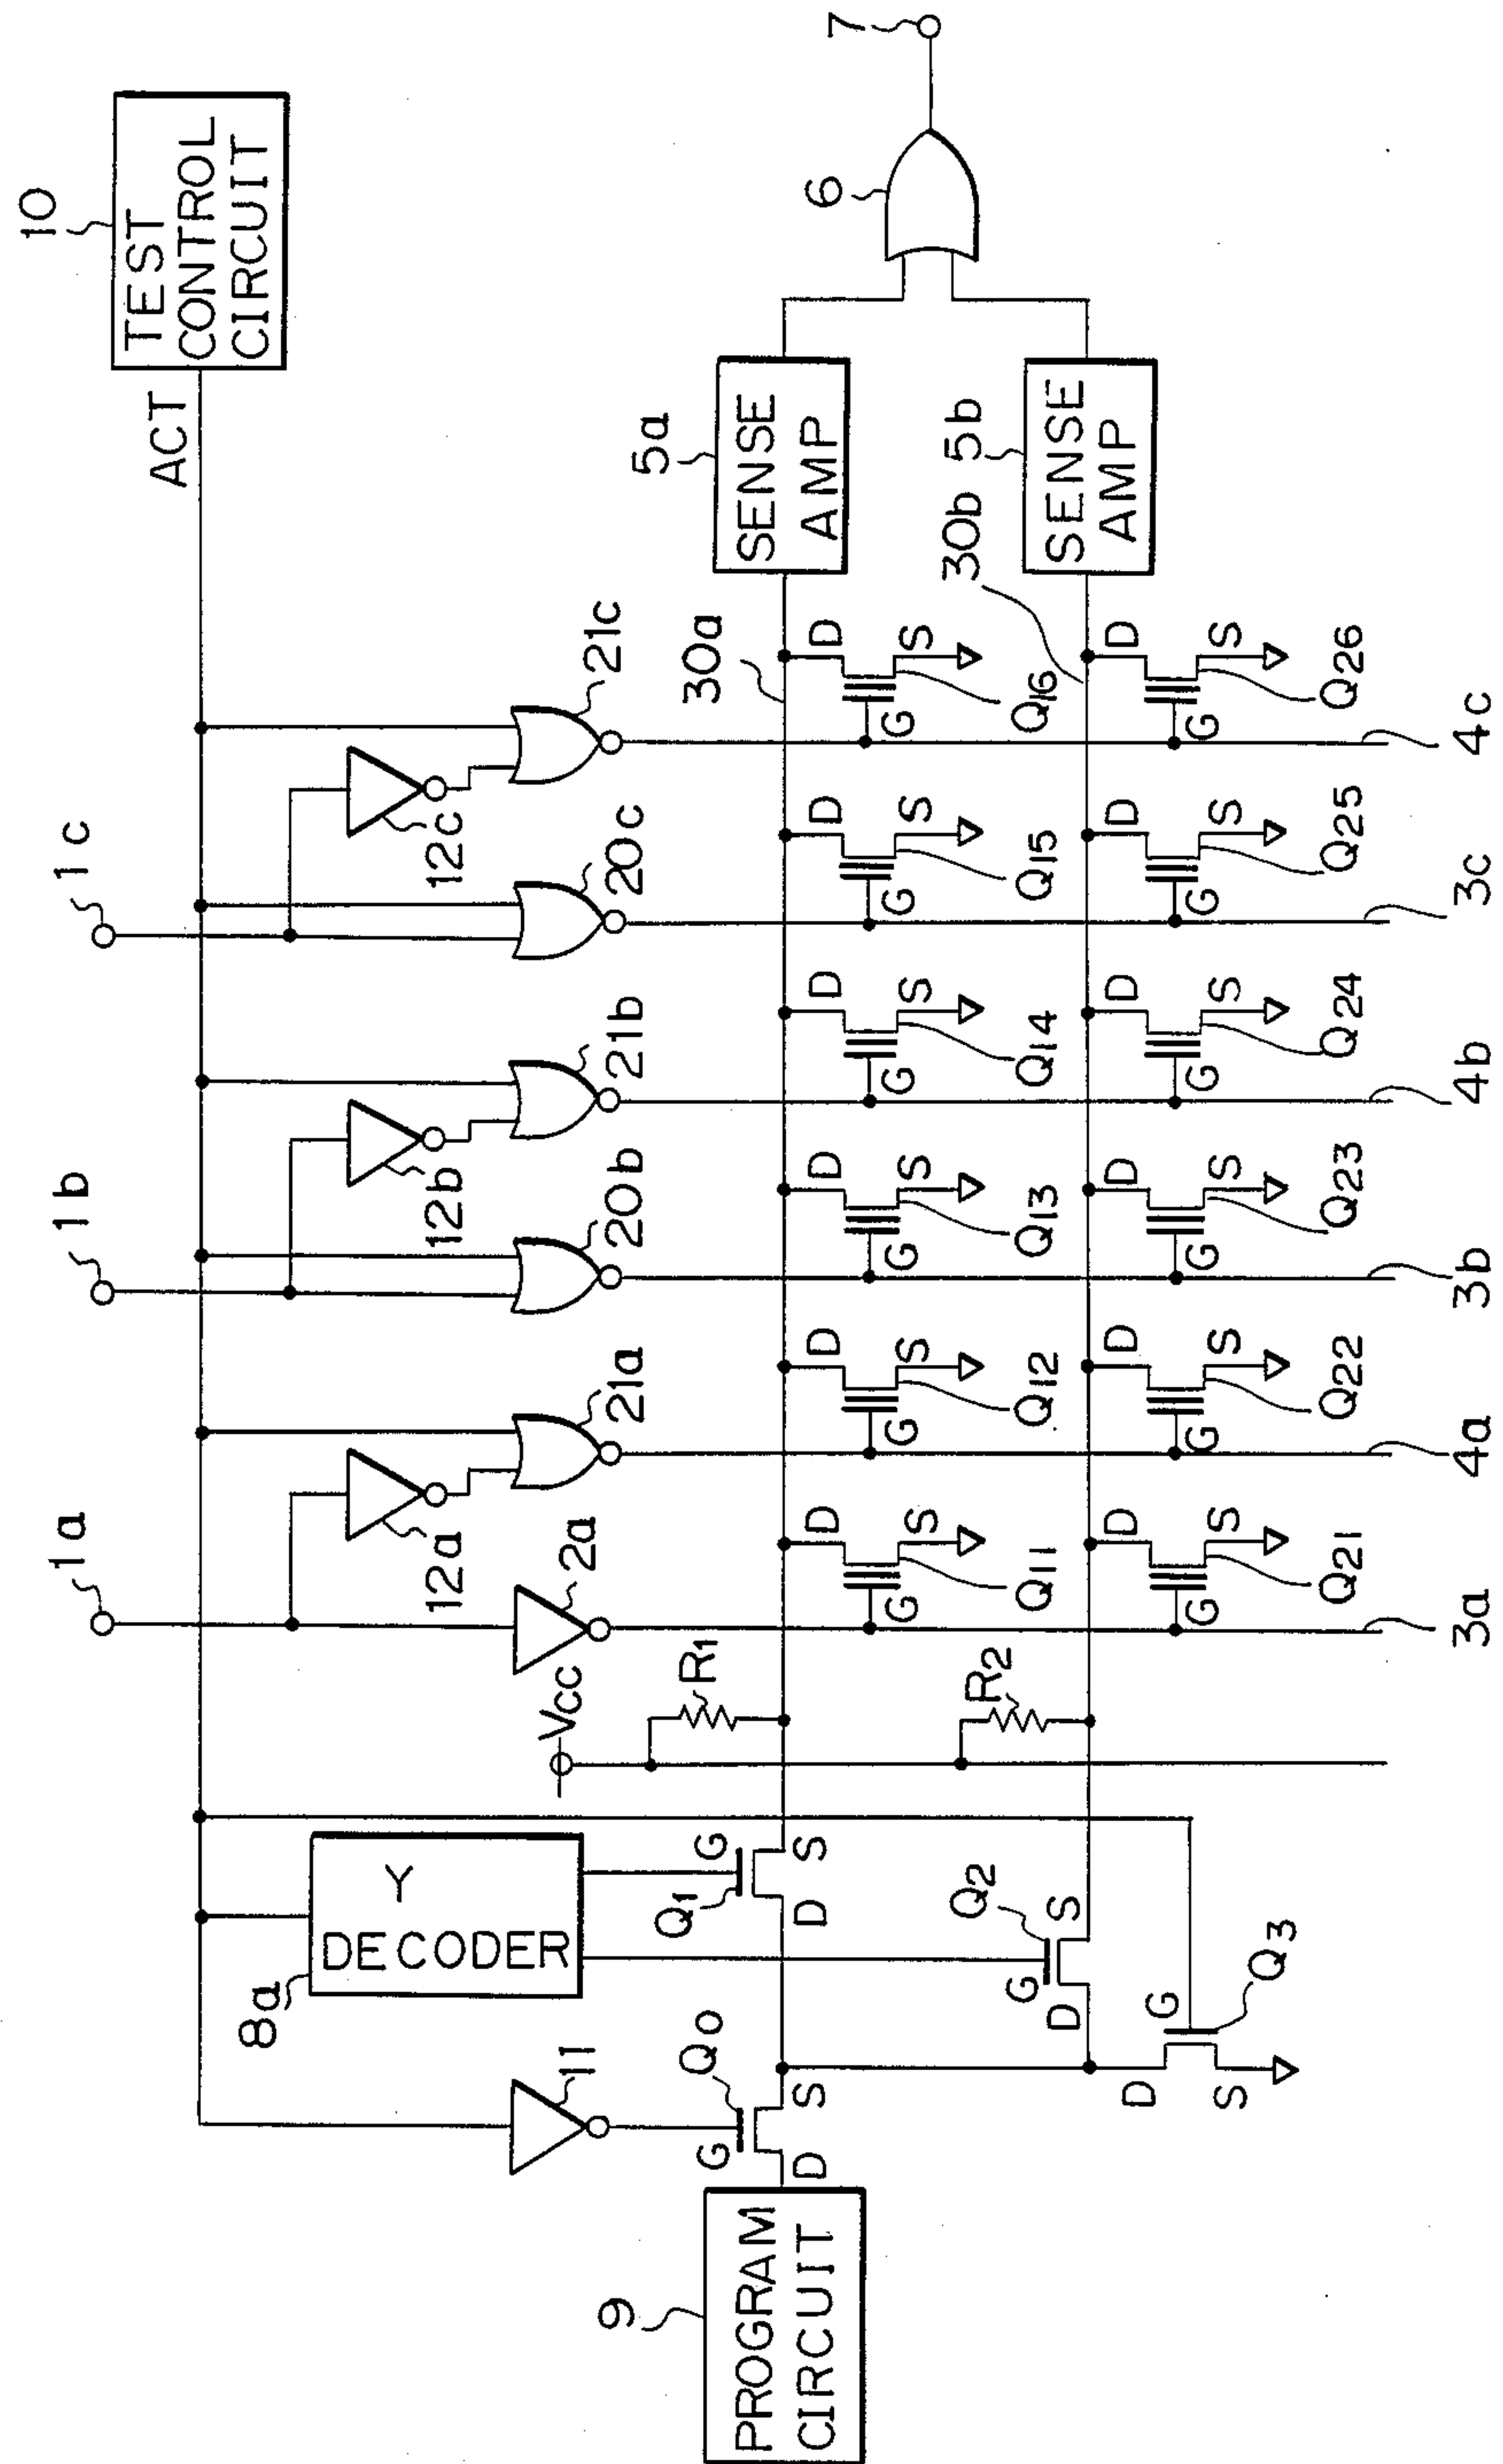 10
TEST
CONTROL
CIRCUIT
ACT
1a
1b
1c
12a
12b
12c
2a
21a
20b
21b
20c
21c
Vcc
R1
R2
8a
Y
DECODER
11
Q0
G
D
S
Q1
G
D
S
Q2
G
D
S
Q3
G
D
S
9
PROGRAM
CIRCUIT
30a
30b
5a
SENSE
AMP
5b
SENSE
AMP
6
7
D
G
S
Q11
D
G
S
Q12
D
G
S
Q13
D
G
S
Q14
D
G
S
Q15
D
G
S
Q16
D
G
S
Q21
D
G
S
Q22
D
G
S
Q23
D
G
S
Q24
D
G
S
Q25
D
G
S
Q26
3a
4a
3b
4b
3c
4c